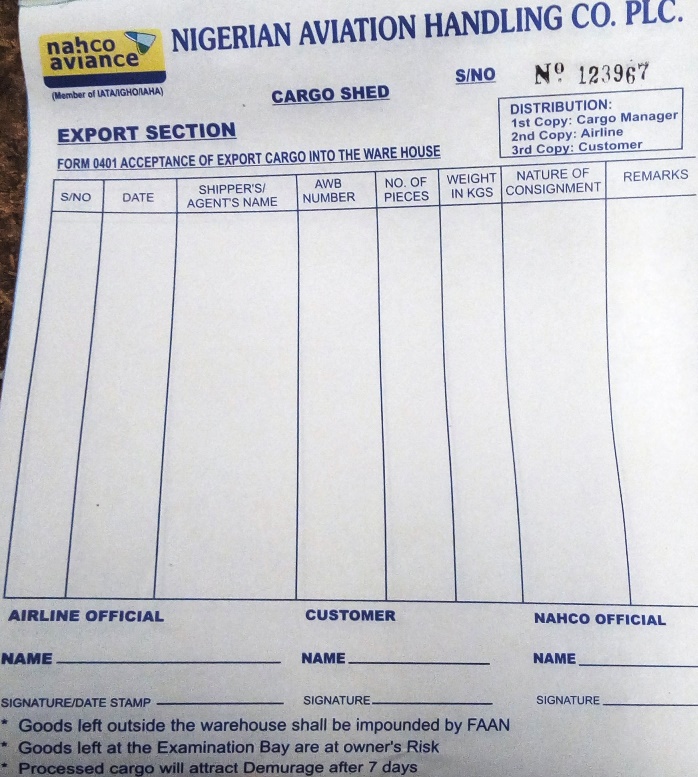 nahco
aviance
NIGERIAN AVIATION HANDLING CO. PLC.
(Member of IATA/IGHO/IAHA)
CARGO SHED
S/NO Nº 123967
DISTRIBUTION:
1st Copy: Cargo Manager
2nd Copy: Airline
3rd Copy: Customer
EXPORT SECTION
FORM 0401 ACCEPTANCE OF EXPORT CARGO INTO THE WARE HOUSE
S/NO
DATE
SHIPPER'S/
AGENT'S NAME
AWB
NUMBER
NO. OF
PIECES
WEIGHT
IN KGS
NATURE OF
CONSIGNMENT
REMARKS
AIRLINE OFFICIAL CUSTOMER NAHCO OFFICIAL
NAME NAME NAME
SIGNATURE/DATE STAMP SIGNATURE SIGNATURE
* Goods left outside the warehouse shall be impounded by FAAN
* Goods left at the Examination Bay are at owner's Risk
* Processed cargo will attract Demurage after 7 days